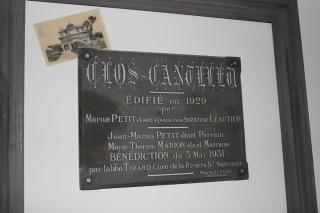 CLOS-CANTELEU
ÉDIFIÉ en 1929
par
Marius PETIT et son épouse née Suzanne LÉAUTIER
Jean-Marius PETIT étant Parrain
Marie-Thérèse MARION étant Marraine
BÉNÉDICTION du 3 Mai 1931
par l'abbé TIRARD Curé de la Rivière St Sauveur